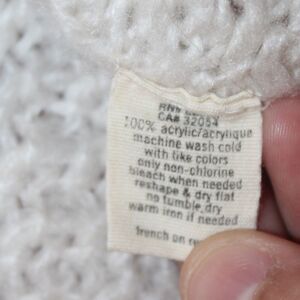 RN#
CA# 32054
100% acrylic/acrylique
machine wash cold
with like colors
only non-chlorine
bleach when needed
reshape & dry flat
no tumble dry
warm iron if needed
french on